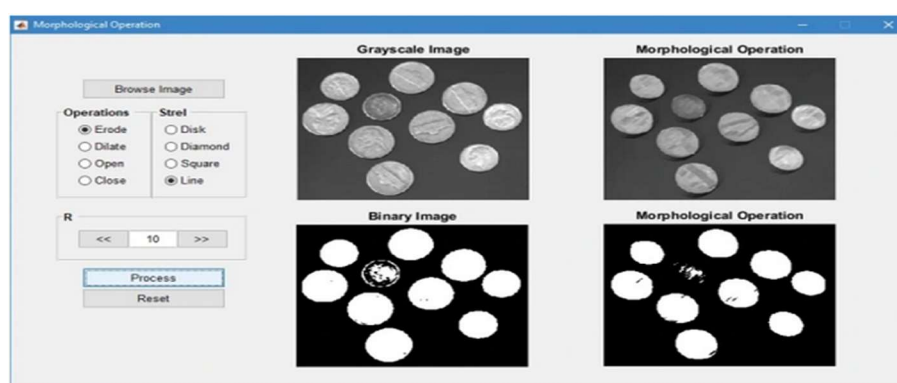 Morphological Operation
Browse Image
Operations
Erode
Dilate
Open
Close
Strel
Disk
Diamond
Square
Line
R
<< 10 >>
Process
Reset
Grayscale Image
Morphological Operation
Binary Image
Morphological Operation